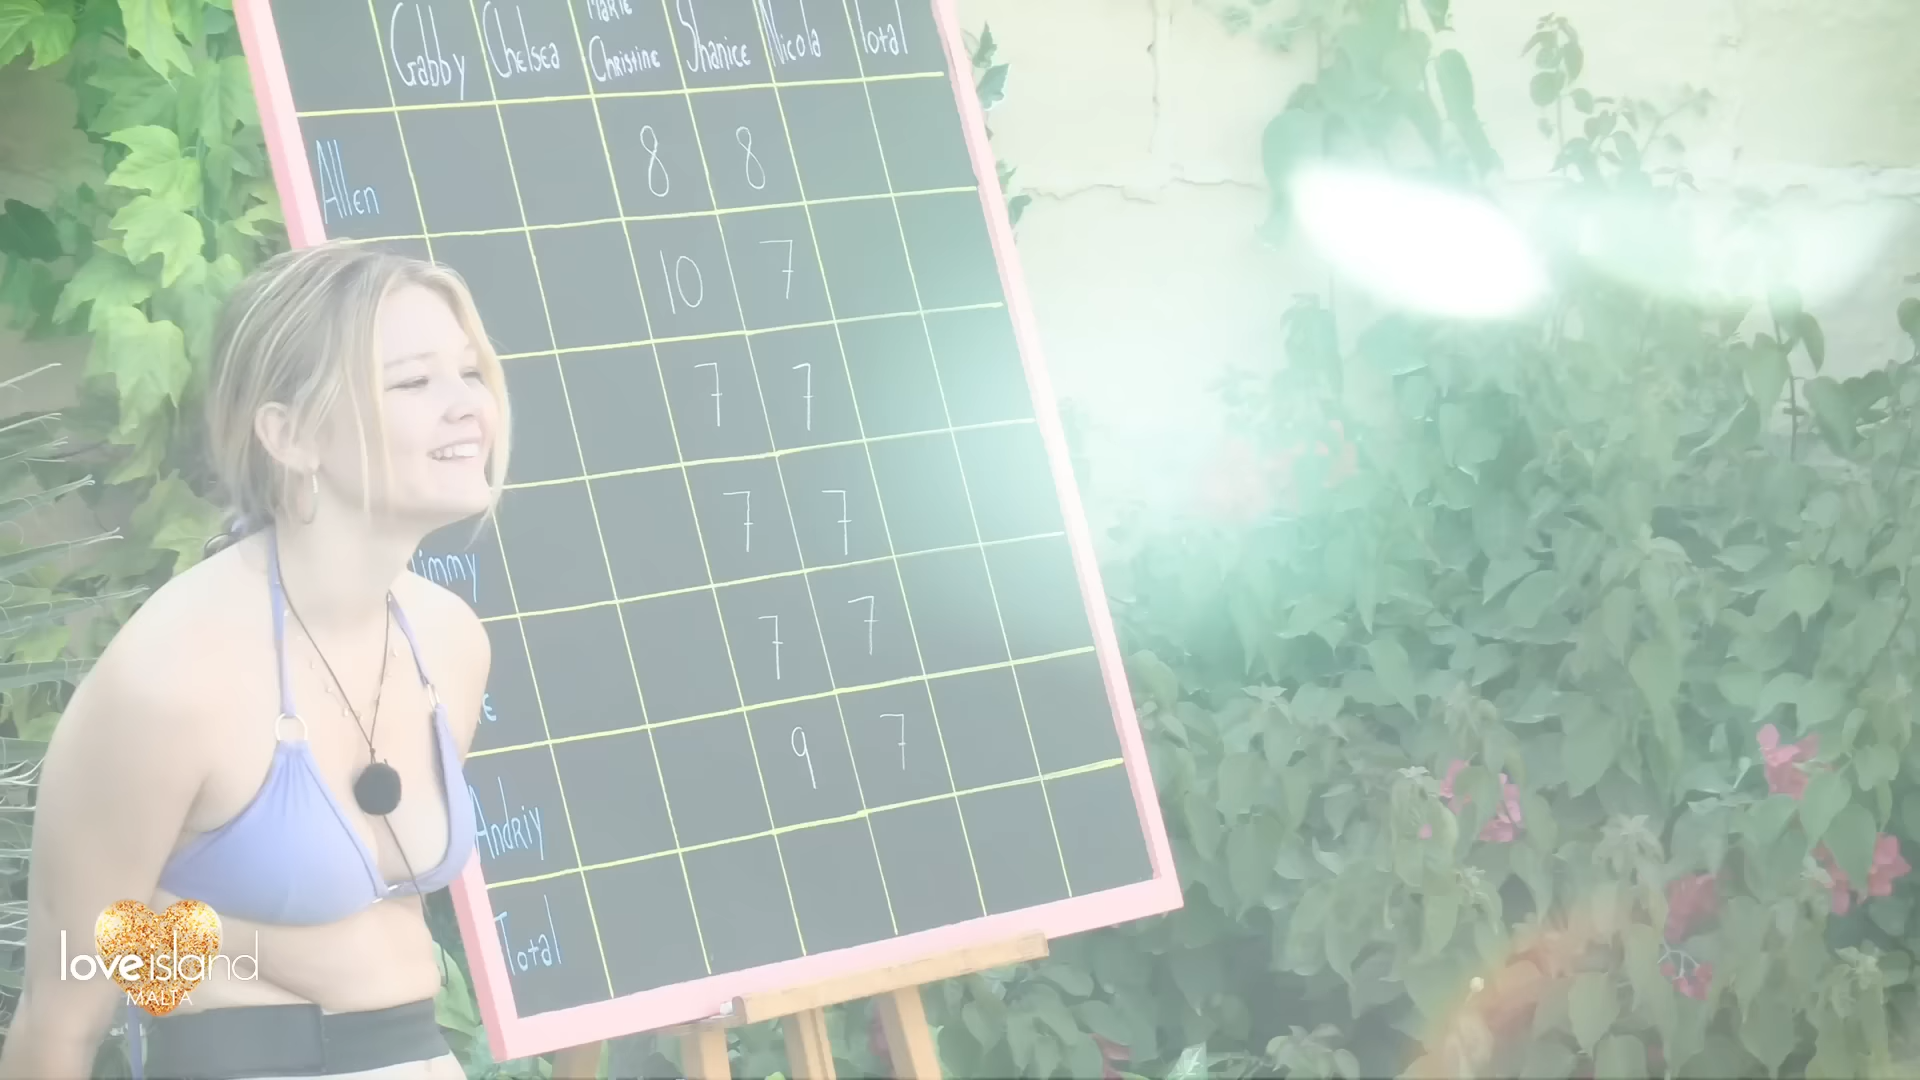 Gabby Chelsea Marie Christine Shanice Nicola Total
Allen 8 8
10 7
7 7
immy 7 7
e 7 7
Andriy 9 7
Total
love island
MALTA